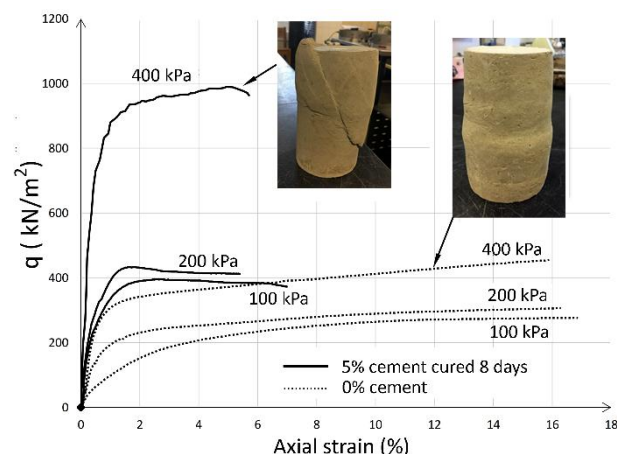 1200
1000
800
600
400
200
0
q ( kN/m²)
400 kPa
200 kPa
100 kPa
400 kPa
200 kPa
100 kPa
5% cement cured 8 days
0% cement
0 2 4 6 8 10 12 14 16 18
Axial strain (%)